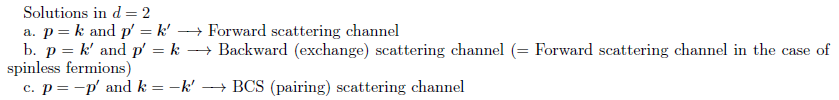 Solutions in d = 2
a. p = k and p′ = k′ ⟶ Forward scattering channel
b. p = k′ and p′ = k ⟶ Backward (exchange) scattering channel (= Forward scattering channel in the case of
spinless fermions)
c. p = −p′ and k = −k′ ⟶ BCS (pairing) scattering channel